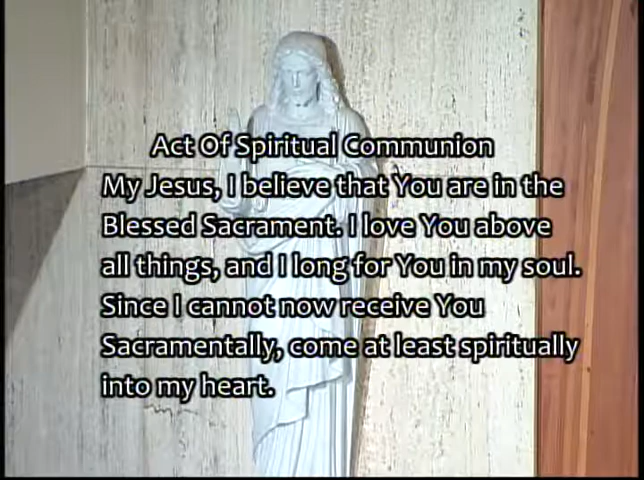 Act Of Spiritual Communion
My Jesus, I believe that You are in the
Blessed Sacrament. I love You above
all things, and I long for You in my soul.
Since I cannot now receive You
Sacramentally, come at least spiritually
into my heart.